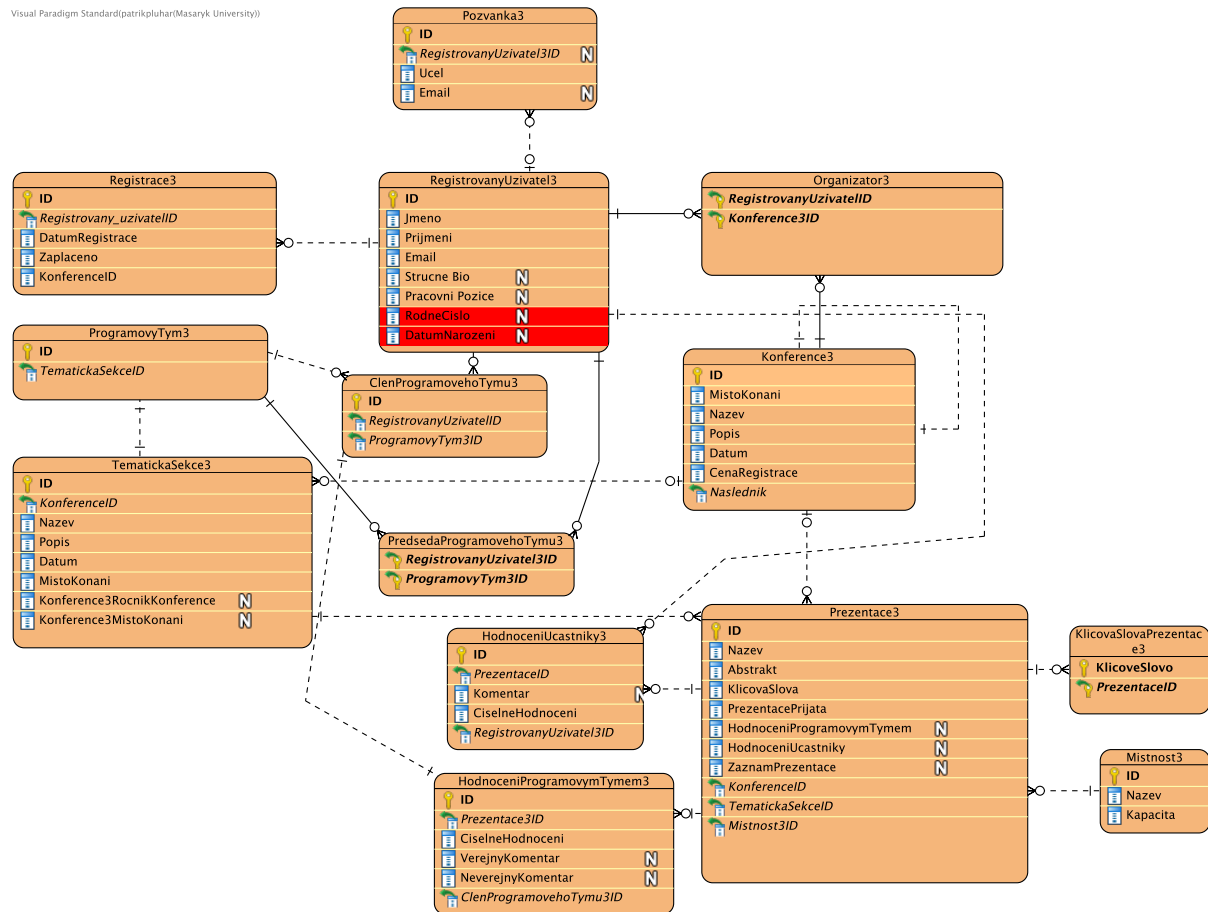 Visual Paradigm Standard(patrikpluhar(Masaryk University))
Pozvanka3
ID
RegistrovanyUzivatel3ID N
Ucel
Email N
Registrace3
ID
Registrovany_uzivatelID
DatumRegistrace
Zaplaceno
KonferenceID
RegistrovanyUzivatel3
ID
Jmeno
Prijmeni
Email
Strucne Bio N
Pracovni Pozice N
RodneCislo N
DatumNarozeni N
Organizator3
RegistrovanyUzivatelID
Konference3ID
ProgramovyTym3
ID
TematickaSekceID
ClenProgramovehoTymu3
ID
RegistrovanyUzivatelID
ProgramovyTym3ID
Konference3
ID
MistoKonani
Nazev
Popis
Datum
CenaRegistrace
Naslednik
TematickaSekce3
ID
KonferenceID
Nazev
Popis
Datum
MistoKonani
Konference3RocnikKonference N
Konference3MistoKonani N
PredsedaProgramovehoTymu3
RegistrovanyUzivatel3ID
ProgramovyTym3ID
HodnoceniUcastniky3
ID
PrezentaceID
Komentar N
CiselneHodnoceni
RegistrovanyUzivatel3ID
Prezentace3
ID
Nazev
Abstrakt
KlicovaSlova
PrezentacePrijata
HodnoceniProgramovymTymem N
HodnoceniUcastniky N
ZaznamPrezentace N
KonferenceID
TematickaSekceID
Mistnost3ID
KlicovaSlovaPrezentac
e3
KlicoveSlovo
PrezentaceID
Mistnost3
ID
Nazev
Kapacita
HodnoceniProgramovymTymem3
ID
Prezentace3ID
CiselneHodnoceni
VerejnyKomentar N
NeverejnyKomentar N
ClenProgramovehoTymu3ID